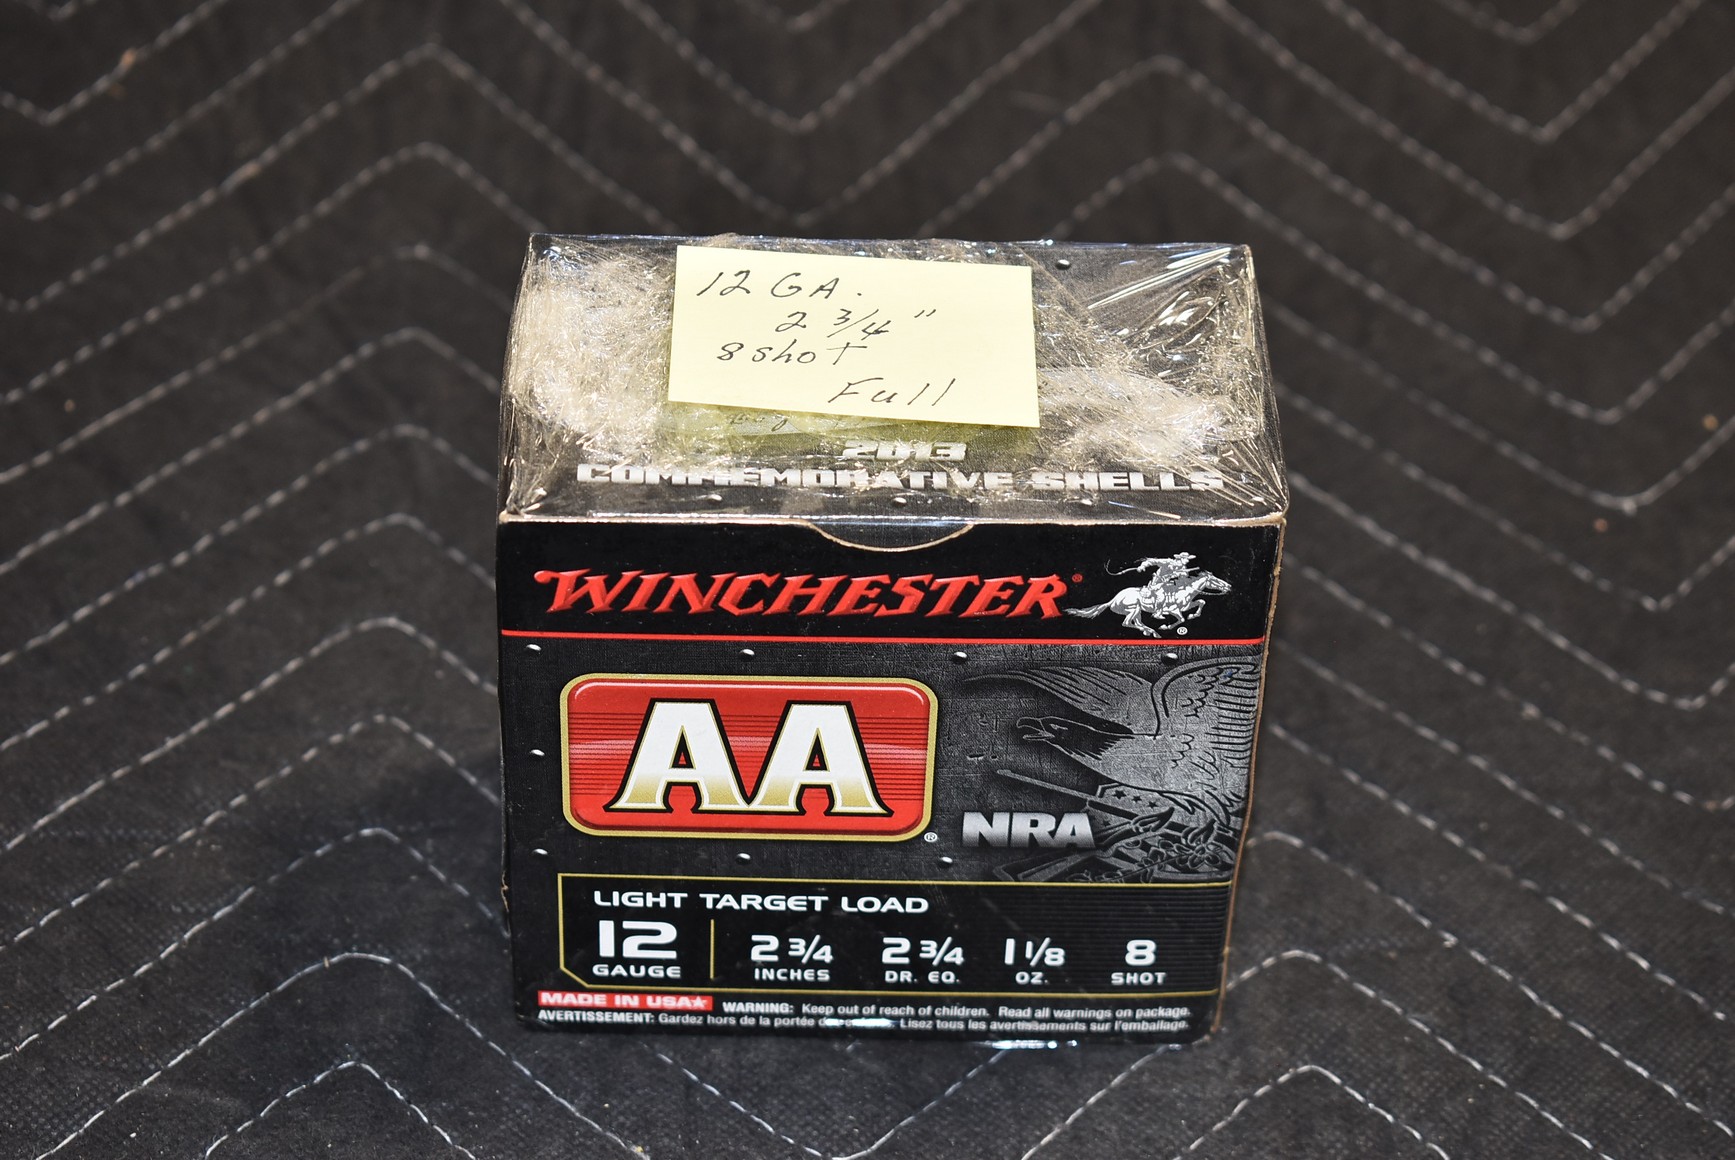 12 GA.
2 3/4"
8 shot
Full
2013
COMMEMORATIVE SHELLS
WINCHESTER®
®
AA®
NRA
LIGHT TARGET LOAD
12 2 3/4 2 3/4 1 1/8 8
GAUGE INCHES DR. EQ. OZ. SHOT
MADE IN USA★ WARNING: Keep out of reach of children. Read all warnings on package.
AVERTISSEMENT: Gardez hors de la portée Lisez tous les avertissements sur l'emballage.